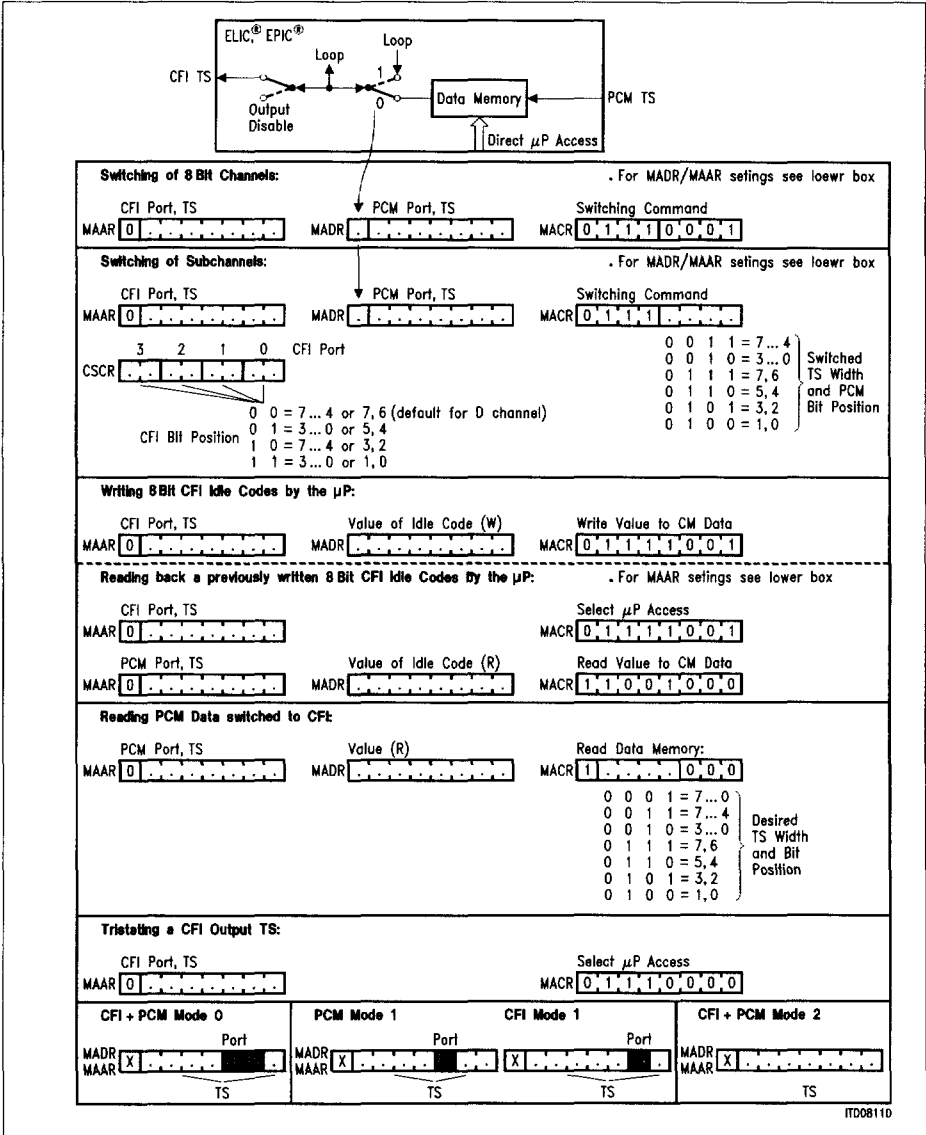 ELIC,® EPIC®
Loop
Loop
CFI TS
1
0
Output
Disable
Data Memory
PCM TS
Direct μP Access
Switching of 8 Bit Channels:
. For MADR/MAAR setings see loewr box
CFI Port, TS
PCM Port, TS
Switching Command
MAAR 0 . . . . . . .
MADR . . . . . . . .
MACR 0 1 1 1 0 0 0 1
Switching of Subchannels:
. For MADR/MAAR setings see loewr box
CFI Port, TS
PCM Port, TS
Switching Command
MAAR 0 . . . . . . .
MADR . . . . . . . .
MACR 0 1 1 1 . . . .
3 2 1 0 CFI Port
CSCR . . . . . . . .
CFI Bit Position
0 0 = 7 ... 4 or 7, 6 (default for D channel)
0 1 = 3 ... 0 or 5, 4
1 0 = 7 ... 4 or 3, 2
1 1 = 3 ... 0 or 1, 0
0 0 1 1 = 7 ... 4
0 0 1 0 = 3 ... 0
0 1 1 1 = 7, 6
0 1 1 0 = 5, 4
0 1 0 1 = 3, 2
0 1 0 0 = 1, 0
Switched
TS Width
and PCM
Bit Position
Writing 8 Bit CFI Idle Codes by the μP:
CFI Port, TS
Value of Idle Code (W)
Write Value to CM Data
MAAR 0 . . . . . . .
MADR . . . . . . . .
MACR 0 1 1 1 1 0 0 1
Reading back a previously written 8 Bit CFI Idle Codes by the μP:
. For MAAR setings see lower box
CFI Port, TS
Select μP Access
MAAR 0 . . . . . . .
MACR 0 1 1 1 1 0 0 1
PCM Port, TS
Value of Idle Code (R)
Read Value to CM Data
MAAR 0 . . . . . . .
MADR . . . . . . . .
MACR 1 1 0 0 1 0 0 0
Reading PCM Data switched to CFI:
PCM Port, TS
Value (R)
Read Data Memory:
MAAR 0 . . . . . . .
MADR . . . . . . . .
MACR 1 . . . . 0 0 0
0 0 0 1 = 7 ... 0
0 0 1 1 = 7 ... 4
0 0 1 0 = 3 ... 0
0 1 1 1 = 7, 6
0 1 1 0 = 5, 4
0 1 0 1 = 3, 2
0 1 0 0 = 1, 0
Desired
TS Width
and Bit
Position
Tristating a CFI Output TS:
CFI Port, TS
Select μP Access
MAAR 0 . . . . . . .
MACR 0 1 1 1 0 0 0 0
CFI + PCM Mode 0
PCM Mode 1
CFI Mode 1
CFI + PCM Mode 2
Port
Port
Port
MADR
MAAR X
MADR
MAAR X
X
MADR
MAAR X
TS
TS
TS
TS
ITD08110